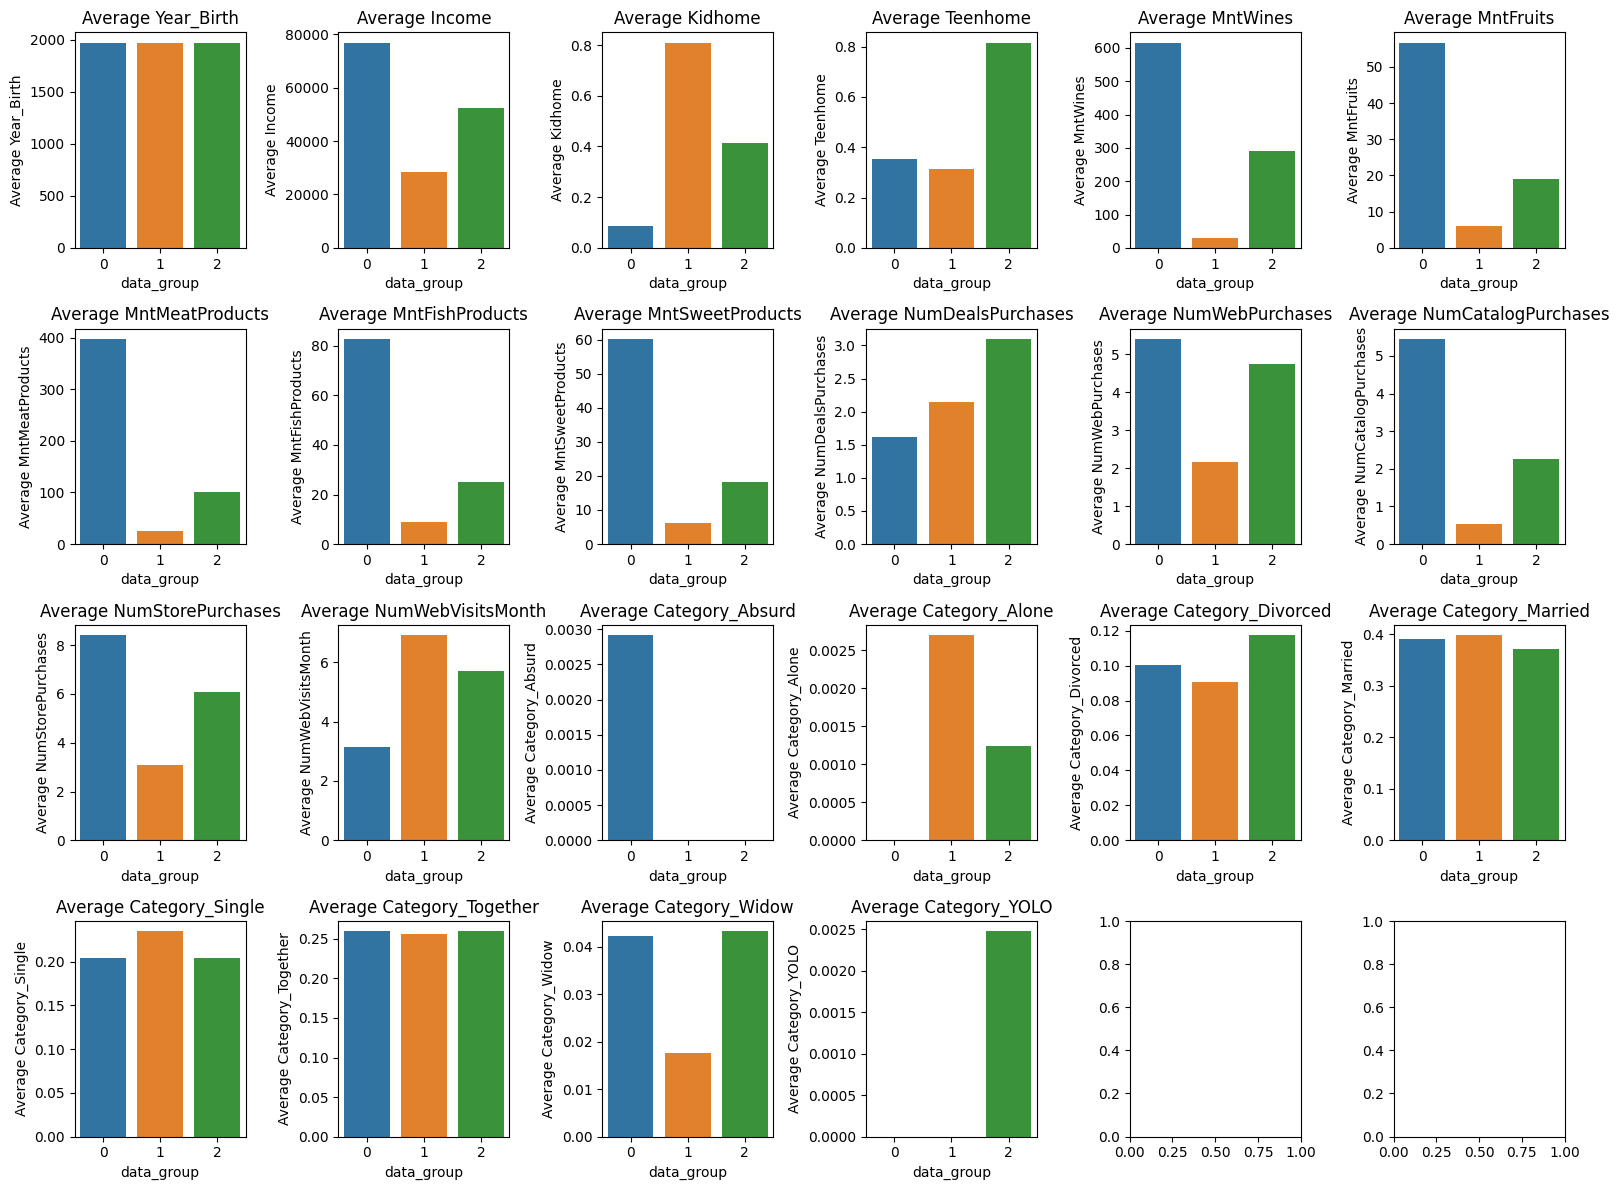 Average Year_Birth
Average Year_Birth
2000
1500
1000
500
0
0 1 2
data_group
Average Income
Average Income
80000
60000
40000
20000
0
0 1 2
data_group
Average Kidhome
Average Kidhome
0.8
0.6
0.4
0.2
0.0
0 1 2
data_group
Average Teenhome
Average Teenhome
0.8
0.6
0.4
0.2
0.0
0 1 2
data_group
Average MntWines
Average MntWines
600
500
400
300
200
100
0
0 1 2
data_group
Average MntFruits
Average MntFruits
50
40
30
20
10
0
0 1 2
data_group
Average MntMeatProducts
Average MntMeatProducts
400
300
200
100
0
0 1 2
data_group
Average MntFishProducts
Average MntFishProducts
80
60
40
20
0
0 1 2
data_group
Average MntSweetProducts
Average MntSweetProducts
60
50
40
30
20
10
0
0 1 2
data_group
Average NumDealsPurchases
Average NumDealsPurchases
3.0
2.5
2.0
1.5
1.0
0.5
0.0
0 1 2
data_group
Average NumWebPurchases
Average NumWebPurchases
5
4
3
2
1
0
0 1 2
data_group
Average NumCatalogPurchases
Average NumCatalogPurchases
5
4
3
2
1
0
0 1 2
data_group
Average NumStorePurchases
Average NumStorePurchases
8
6
4
2
0
0 1 2
data_group
Average NumWebVisitsMonth
Average NumWebVisitsMonth
6
4
2
0
0 1 2
data_group
Average Category_Absurd
Average Category_Absurd
0.0030
0.0025
0.0020
0.0015
0.0010
0.0005
0.0000
0 1 2
data_group
Average Category_Alone
Average Category_Alone
0.0025
0.0020
0.0015
0.0010
0.0005
0.0000
0 1 2
data_group
Average Category_Divorced
Average Category_Divorced
0.12
0.10
0.08
0.06
0.04
0.02
0.00
0 1 2
data_group
Average Category_Married
Average Category_Married
0.4
0.3
0.2
0.1
0.0
0 1 2
data_group
Average Category_Single
Average Category_Single
0.20
0.15
0.10
0.05
0.00
0 1 2
data_group
Average Category_Together
Average Category_Together
0.25
0.20
0.15
0.10
0.05
0.00
0 1 2
data_group
Average Category_Widow
Average Category_Widow
0.04
0.03
0.02
0.01
0.00
0 1 2
data_group
Average Category_YOLO
Average Category_YOLO
0.0025
0.0020
0.0015
0.0010
0.0005
0.0000
0 1 2
data_group
1.0
0.8
0.6
0.4
0.2
0.0
0.00 0.25 0.50 0.75 1.00
1.0
0.8
0.6
0.4
0.2
0.0
0.00 0.25 0.50 0.75 1.00